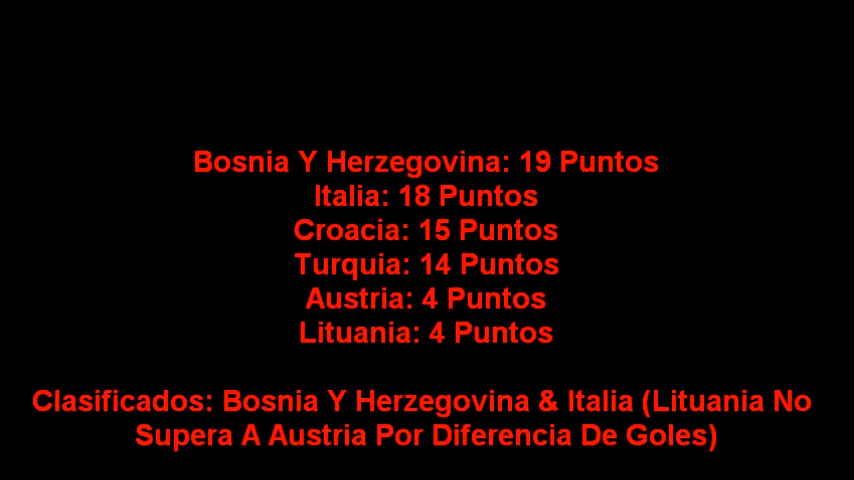 Bosnia Y Herzegovina: 19 Puntos
Italia: 18 Puntos
Croacia: 15 Puntos
Turquia: 14 Puntos
Austria: 4 Puntos
Lituania: 4 Puntos
Clasificados: Bosnia Y Herzegovina & Italia (Lituania No
Supera A Austria Por Diferencia De Goles)